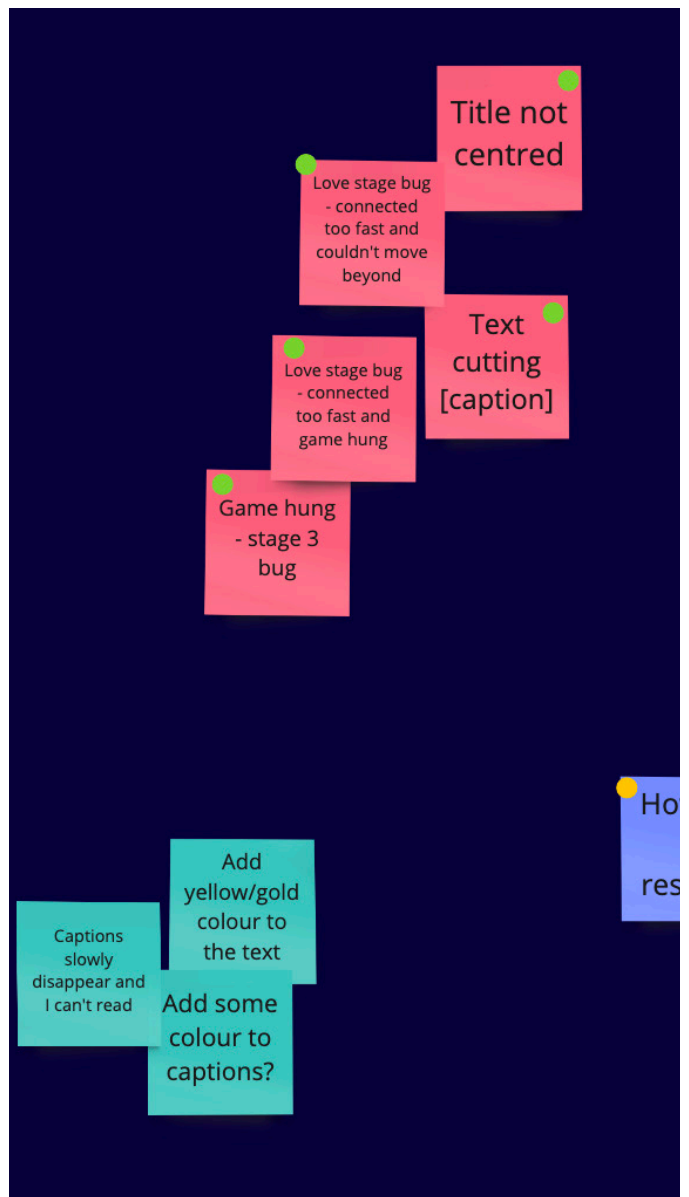 Title not
centred
Love stage bug
- connected
too fast and
couldn't move
beyond
Text
cutting
[caption]
Love stage bug
- connected
too fast and
game hung
Game hung
- stage 3
bug
Add
yellow/gold
colour to
the text
Captions
slowly
disappear and
I can't read
Add some
colour to
captions?